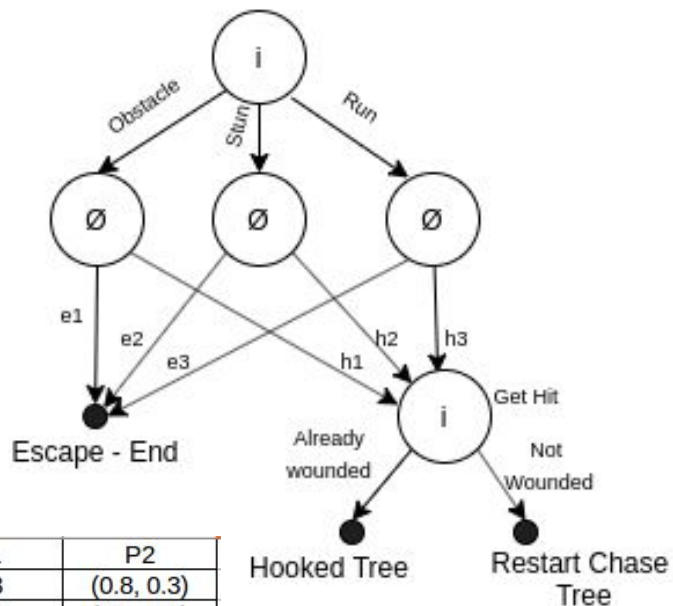 i
Obstacle
Stun
Run
Ø Ø Ø
e1
e2
e3
h1
h2
h3
i
Get Hit
Escape - End
Already
wounded
Not
Wounded
Hooked Tree
Restart Chase
Tree
P2
(0.8, 0.3)